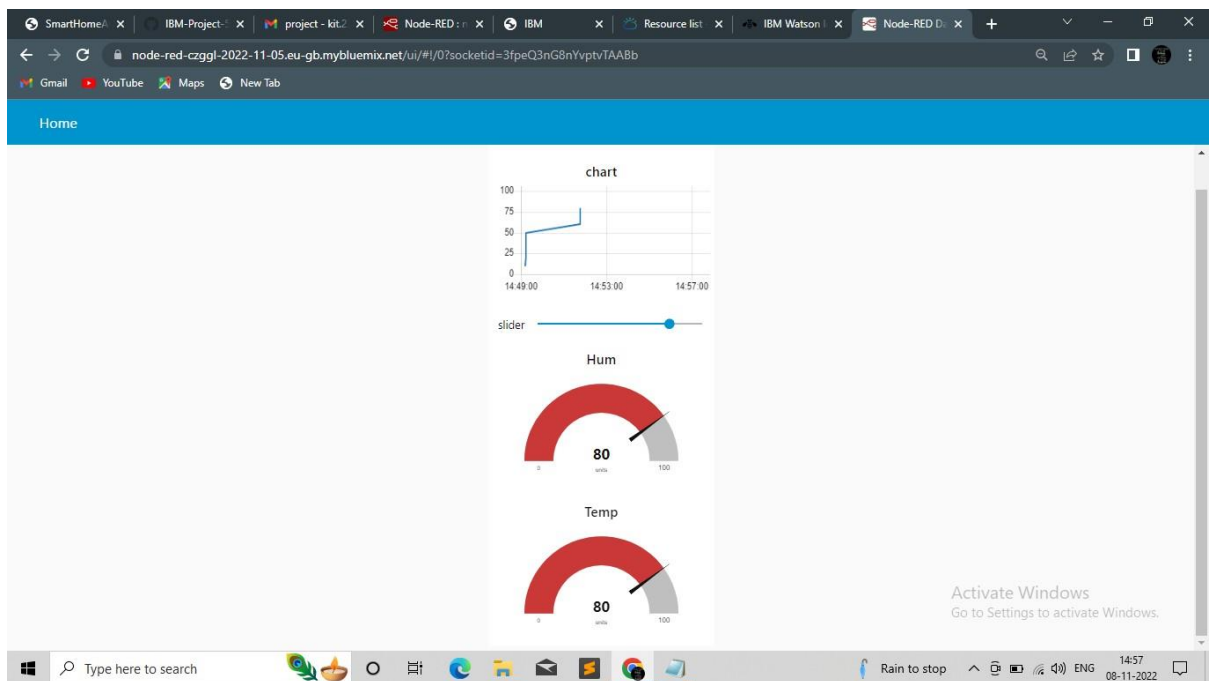 SmartHomeA
IBM-Project-5
project - kit.2
Node-RED : n
IBM
Resource list
IBM Watson I
Node-RED Da
node-red-czggl-2022-11-05.eu-gb.mybluemix.net/ui/#!/0?socketid=3fpeQ3nG8nYvptvTAABb
Gmail
YouTube
Maps
New Tab
Home
chart
100
75
50
25
0
14:49:00
14:53:00
14:57:00
slider
Hum
80
units
0
100
Temp
80
units
0
100
Activate Windows
Go to Settings to activate Windows.
Type here to search
Rain to stop
ENG
14:57
08-11-2022